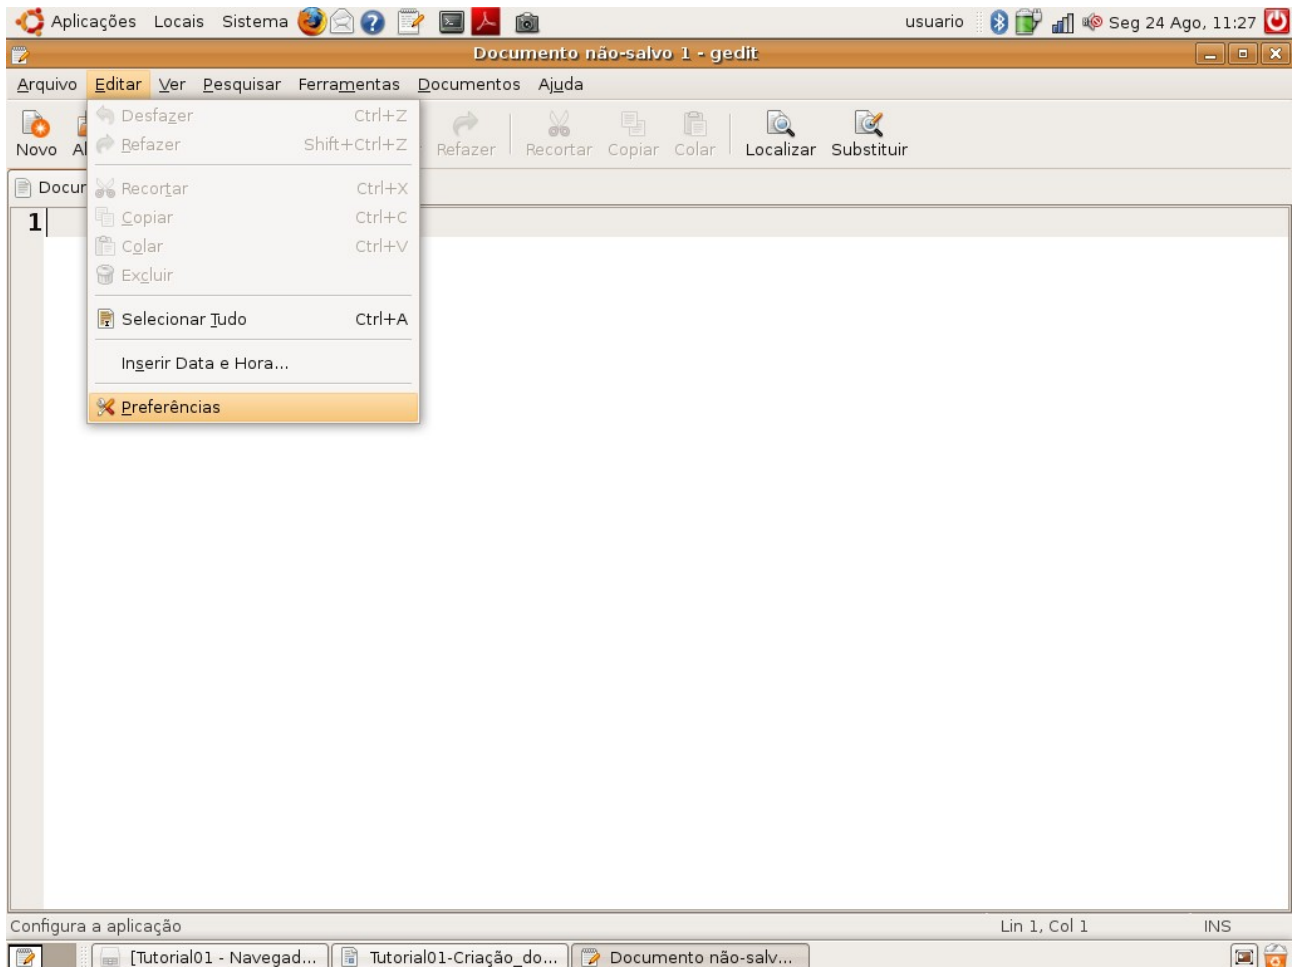 Aplicações Locais Sistema usuario Seg 24 Ago, 11:27
Documento não-salvo 1 - gedit
Arquivo Editar Ver Pesquisar Ferramentas Documentos Ajuda
Desfazer Ctrl+Z
Refazer Shift+Ctrl+Z
Novo Refazer Recortar Copiar Colar Localizar Substituir
Recortar Ctrl+X
1
Copiar Ctrl+C
Colar Ctrl+V
Excluir
Selecionar Tudo Ctrl+A
Inserir Data e Hora...
Preferências
Configura a aplicação Lin 1, Col 1 INS
[Tutorial01 - Navegad... Tutorial01-Criação_do... Documento não-salv...